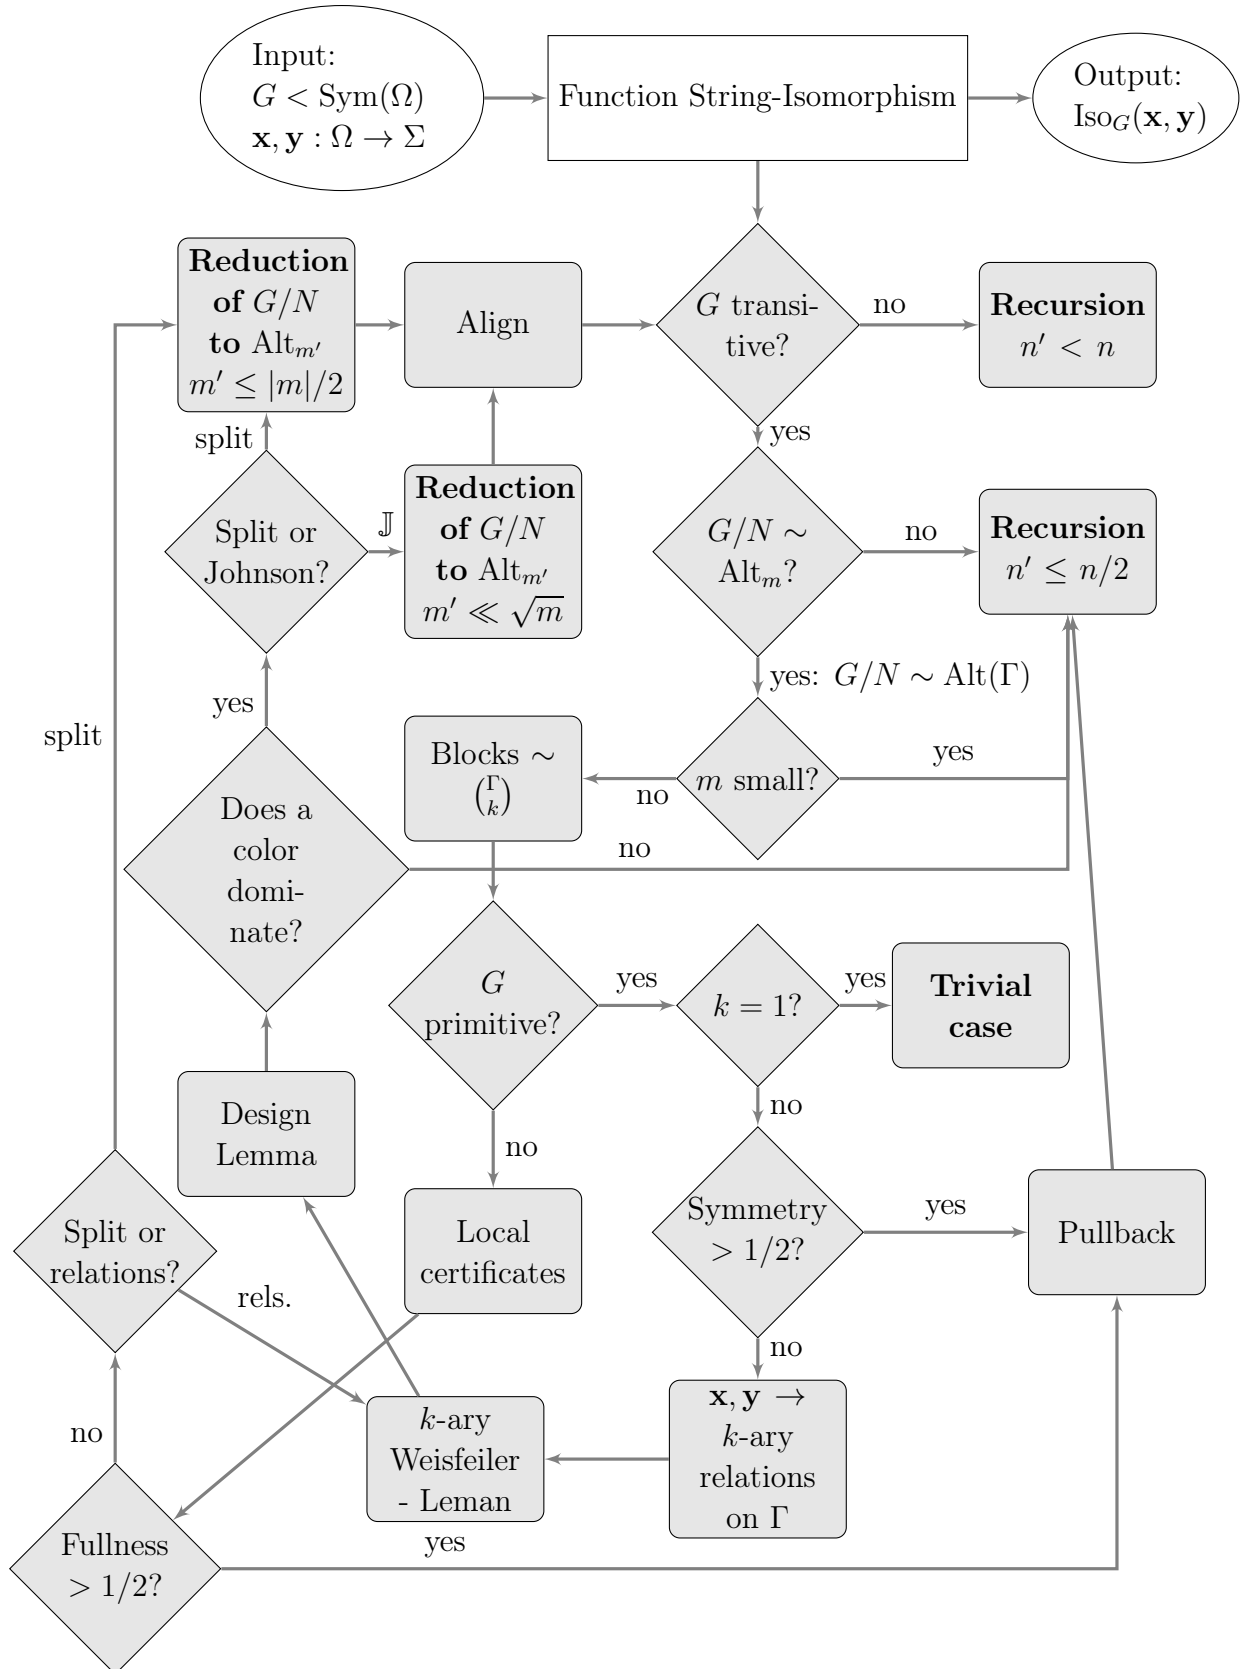 Input:
G < Sym(Ω)
x, y : Ω → Σ
Function String-Isomorphism
Output:
Iso_G(x, y)
Reduction
of G/N
to Alt_{m'}
m' ≤ |m|/2
Align
G transi-
tive?
no
Recursion
n' < n
yes
split
Split or
Johnson?
𝕁
Reduction
of G/N
to Alt_{m'}
m' ≪ √m
G/N ∼
Alt_m?
no
Recursion
n' ≤ n/2
yes: G/N ∼ Alt(Γ)
yes
split
Blocks ∼
(Γ k)
no
m small?
yes
Does a
color
domi-
nate?
no
G
primitive?
yes
k = 1?
yes
Trivial
case
no
no
Design
Lemma
Local
certificates
Symmetry
> 1/2?
yes
Pullback
Split or
relations?
rels.
no
no
k-ary
Weisfeiler
- Leman
x, y →
k-ary
relations
on Γ
yes
Fullness
> 1/2?